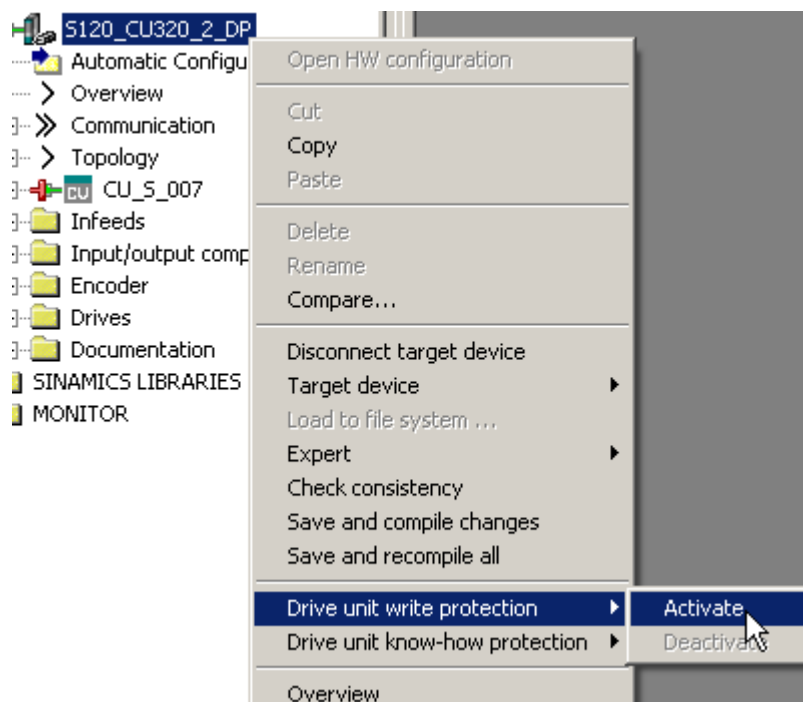 S120_CU320_2_DP
Automatic Configu
Overview
Communication
Topology
CU CU_S_007
Infeeds
Input/output comp
Encoder
Drives
Documentation
SINAMICS LIBRARIES
MONITOR
Open HW configuration
Cut
Copy
Paste
Delete
Rename
Compare...
Disconnect target device
Target device
Load to file system ...
Expert
Check consistency
Save and compile changes
Save and recompile all
Drive unit write protection
Drive unit know-how protection
Overview
Activate
Deactivate